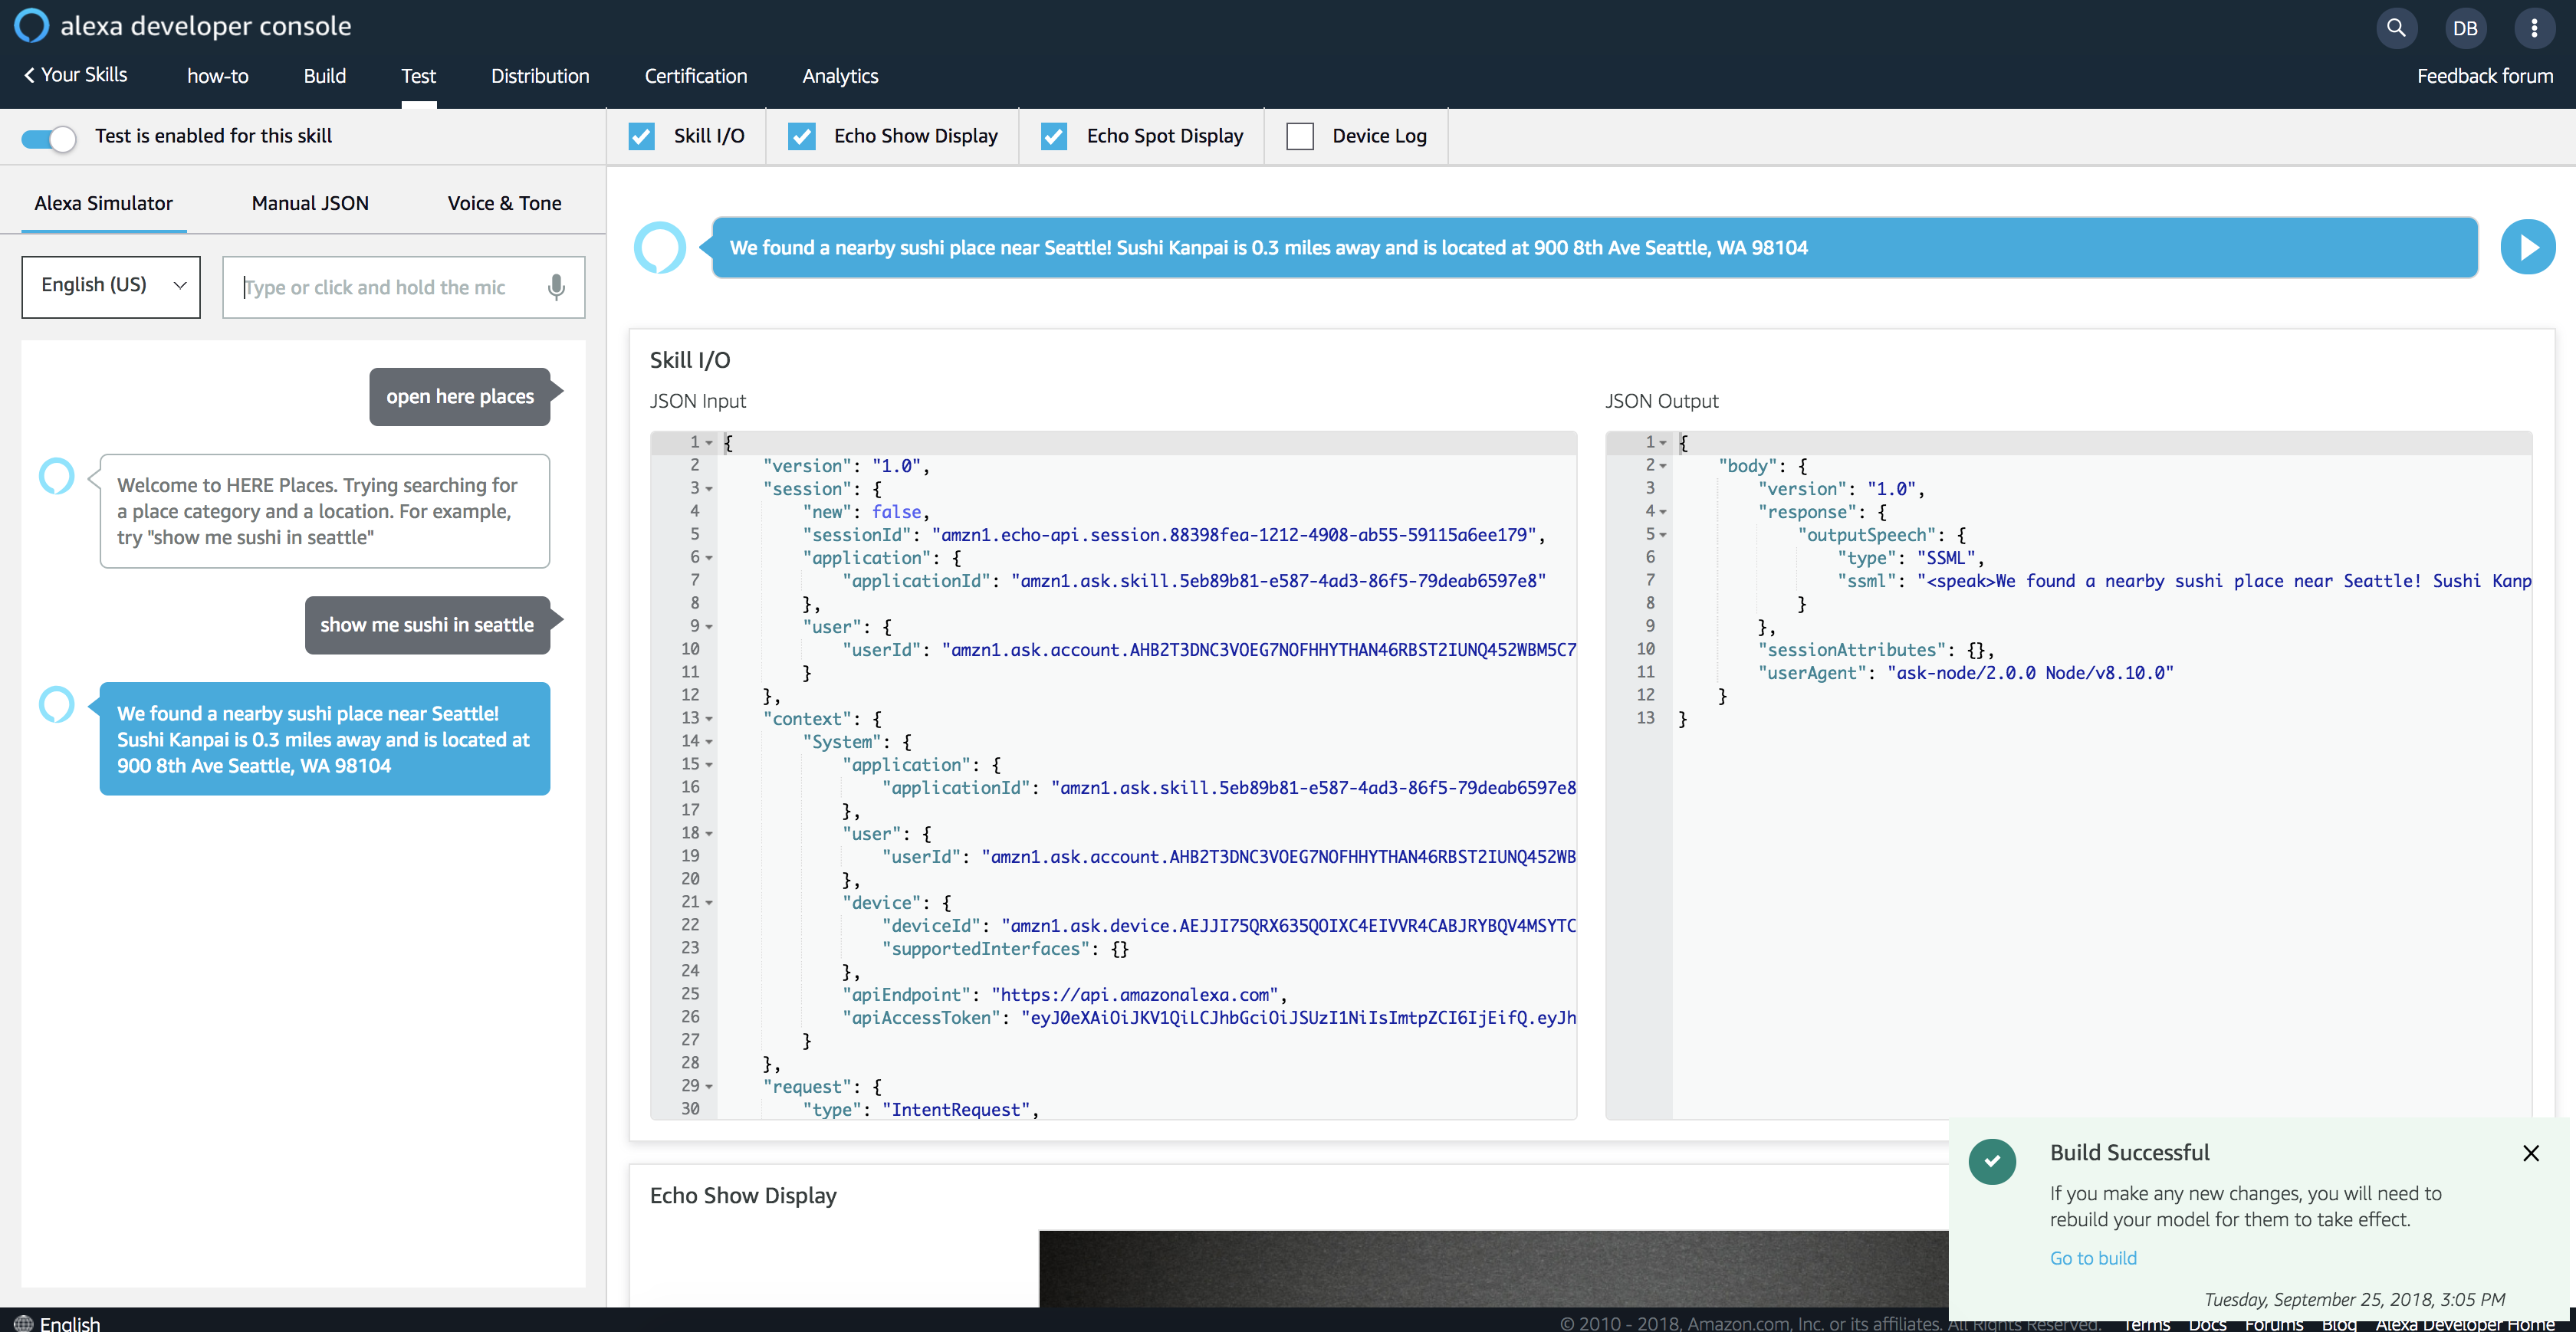 alexa developer console
DB
Your Skills
how-to
Build
Test
Distribution
Certification
Analytics
Feedback forum
Test is enabled for this skill
Skill I/O
Echo Show Display
Echo Spot Display
Device Log
Alexa Simulator
Manual JSON
Voice & Tone
English (US)
Type or click and hold the mic
open here places
Welcome to HERE Places. Trying searching for
a place category and a location. For example,
try "show me sushi in seattle"
show me sushi in seattle
We found a nearby sushi place near Seattle!
Sushi Kanpai is 0.3 miles away and is located at
900 8th Ave Seattle, WA 98104
We found a nearby sushi place near Seattle! Sushi Kanpai is 0.3 miles away and is located at 900 8th Ave Seattle, WA 98104
Skill I/O
JSON Input
1 {
2 "version": "1.0",
3 "session": {
4 "new": false,
5 "sessionId": "amzn1.echo-api.session.88398fea-1212-4908-ab55-59115a6ee179",
6 "application": {
7 "applicationId": "amzn1.ask.skill.5eb89b81-e587-4ad3-86f5-79deab6597e8"
8 },
9 "user": {
10 "userId": "amzn1.ask.account.AHB2T3DNC3VOEG7NOFHHYTHAN46RBST2IUNQ452WBM5C7
11 }
12 },
13 "context": {
14 "System": {
15 "application": {
16 "applicationId": "amzn1.ask.skill.5eb89b81-e587-4ad3-86f5-79deab6597e8
17 },
18 "user": {
19 "userId": "amzn1.ask.account.AHB2T3DNC3VOEG7NOFHHYTHAN46RBST2IUNQ452WB
20 },
21 "device": {
22 "deviceId": "amzn1.ask.device.AEJJI75QRX635QOIXC4EIVVR4CABJRYBQV4MSYTC
23 "supportedInterfaces": {}
24 },
25 "apiEndpoint": "https://api.amazonalexa.com",
26 "apiAccessToken": "eyJ0eXAiOiJKV1QiLCJhbGciOiJSUzI1NiIsImtpZCI6IjEifQ.eyJh
27 }
28 },
29 "request": {
30 "type": "IntentRequest",
JSON Output
1 {
2 "body": {
3 "version": "1.0",
4 "response": {
5 "outputSpeech": {
6 "type": "SSML",
7 "ssml": "<speak>We found a nearby sushi place near Seattle! Sushi Kanp
8 }
9 },
10 "sessionAttributes": {},
11 "userAgent": "ask-node/2.0.0 Node/v8.10.0"
12 }
13 }
Echo Show Display
Build Successful
If you make any new changes, you will need to
rebuild your model for them to take effect.
Go to build
Tuesday, September 25, 2018, 3:05 PM
English
© 2010 - 2018, Amazon.com, Inc. or its affiliates. All Rights Reserved.
Terms
Docs
Forums
Blog
Alexa Developer Home